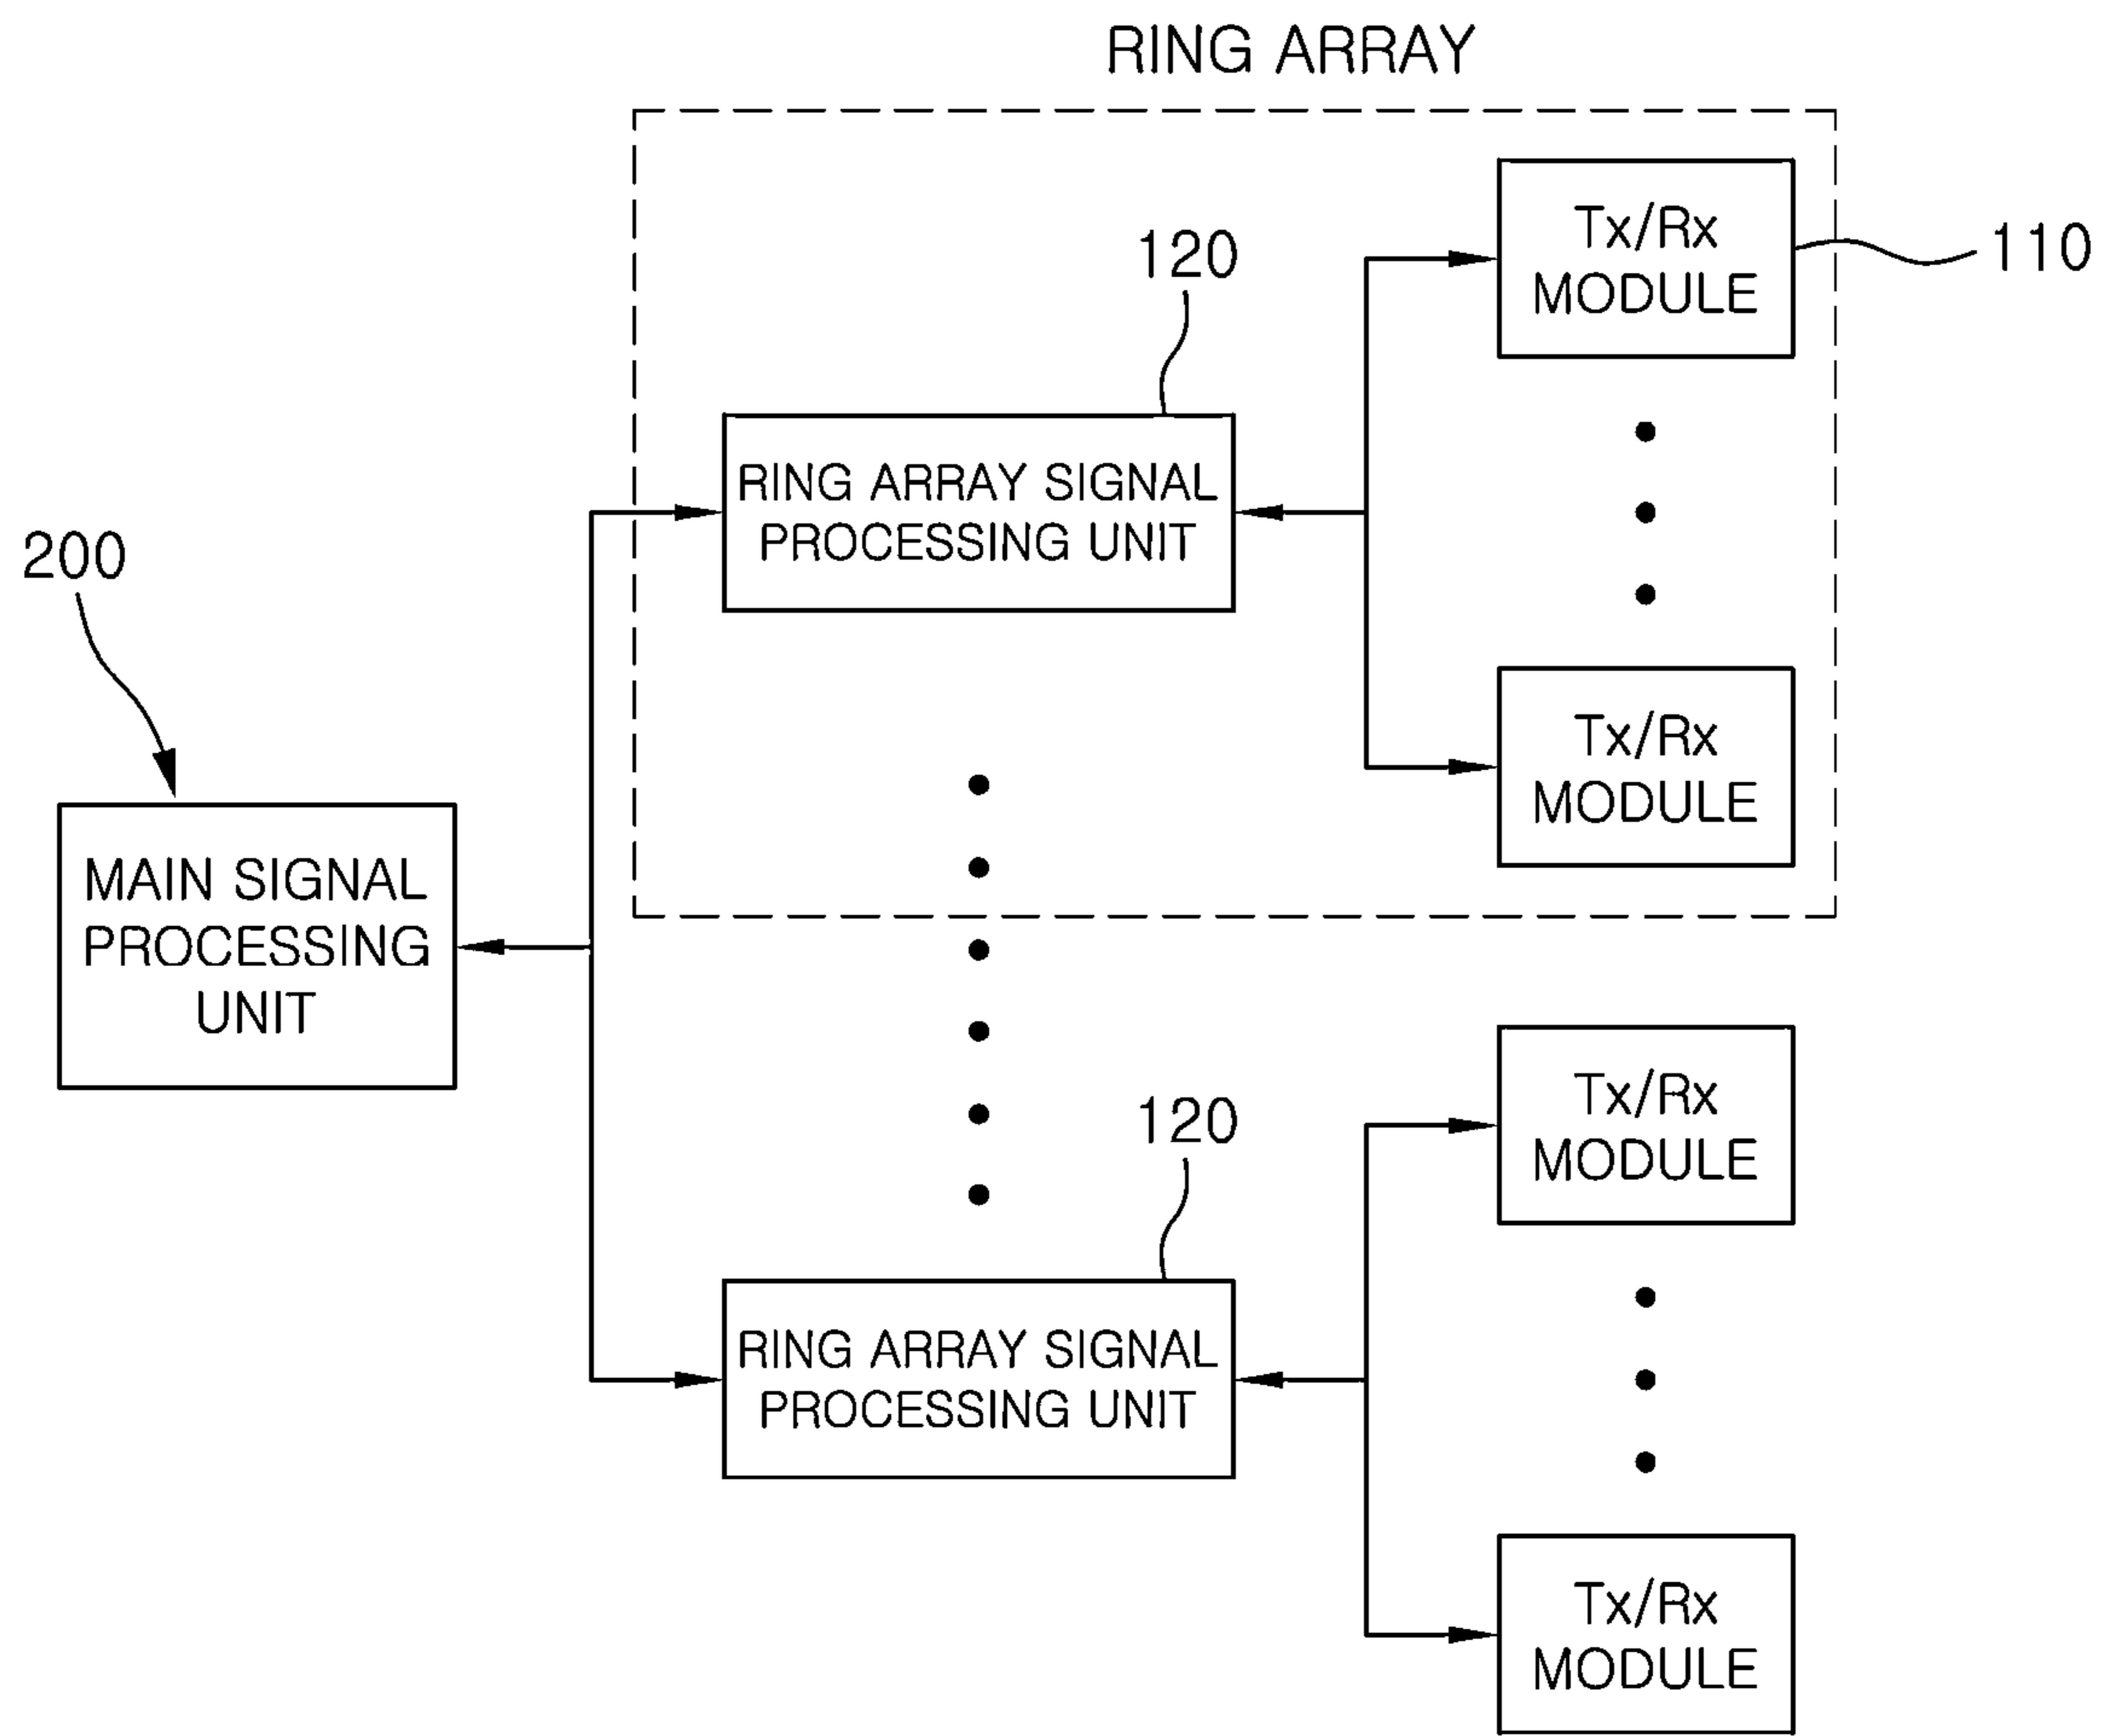 RING ARRAY
Tx/Rx
MODULE
110
120
RING ARRAY SIGNAL
PROCESSING UNIT
200
Tx/Rx
MODULE
MAIN SIGNAL
PROCESSING
UNIT
Tx/Rx
MODULE
120
RING ARRAY SIGNAL
PROCESSING UNIT
Tx/Rx
MODULE